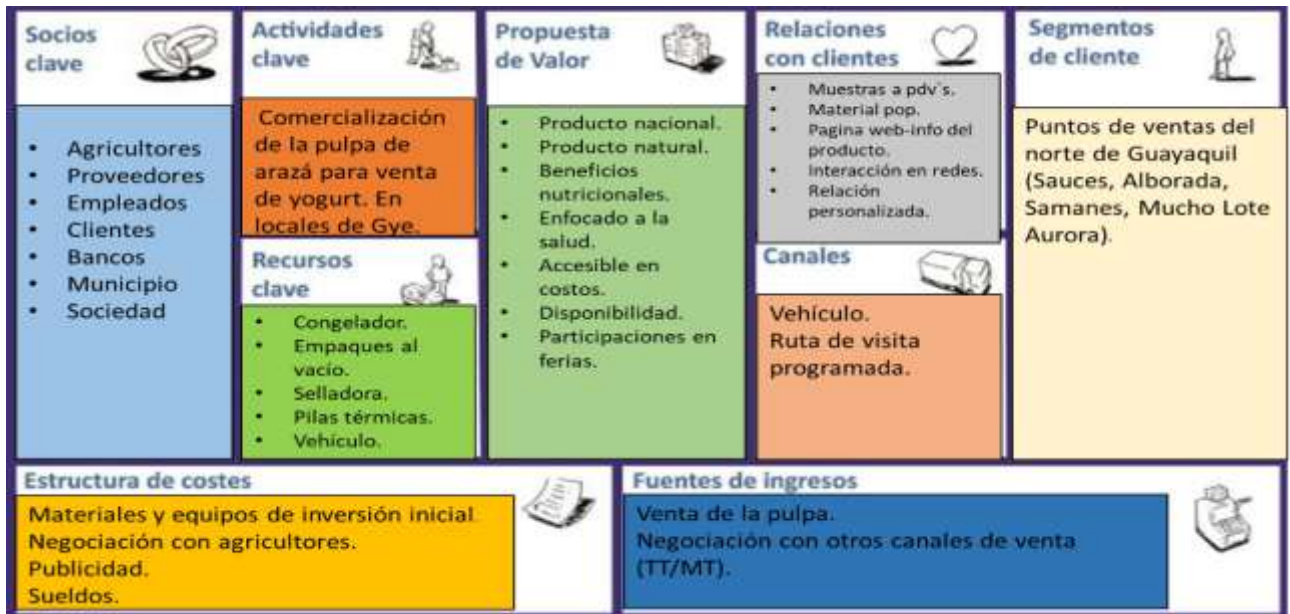 Socios
clave
• Agricultores
• Proveedores
• Empleados
• Clientes
• Bancos
• Municipio
• Sociedad
Actividades
clave
Comercialización
de la pulpa de
arazá para venta
de yogurt. En
locales de Gye.
Recursos
clave
• Congelador.
• Empaques al
vacío.
• Selladora.
• Pilas térmicas.
• Vehículo.
Propuesta
de Valor
• Producto nacional.
• Producto natural.
• Beneficios
nutricionales.
• Enfocado a la
salud.
• Accesible en
costos.
• Disponibilidad.
• Participaciones en
ferias.
Relaciones
con clientes
• Muestras a pdv´s.
• Material pop.
• Pagina web-info del
producto.
• Interacción en redes.
• Relación
personalizada.
Canales
Vehículo.
Ruta de visita
programada.
Segmentos
de cliente
Puntos de ventas del
norte de Guayaquil
(Sauces, Alborada,
Samanes, Mucho Lote
Aurora).
Estructura de costes
Materiales y equipos de inversión inicial.
Negociación con agricultores.
Publicidad.
Sueldos.
Fuentes de ingresos
Venta de la pulpa.
Negociación con otros canales de venta
(TT/MT).